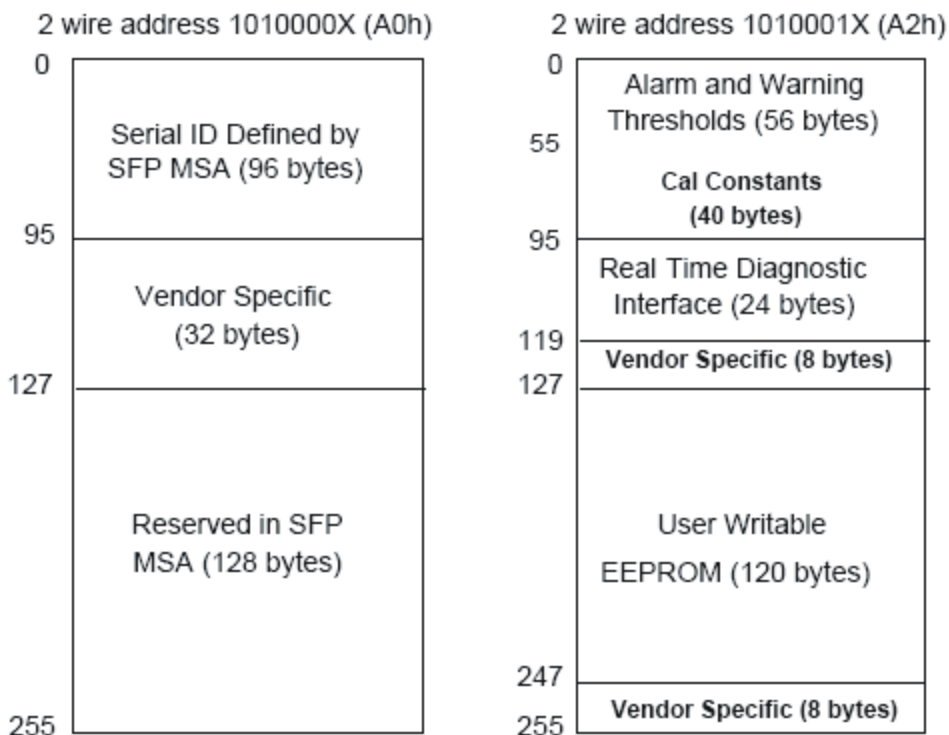 2 wire address 1010000X (A0h)
0
Serial ID Defined by
SFP MSA (96 bytes)
95
Vendor Specific
(32 bytes)
127
Reserved in SFP
MSA (128 bytes)
255
2 wire address 1010001X (A2h)
0
Alarm and Warning
Thresholds (56 bytes)
55
Cal Constants
(40 bytes)
95
Real Time Diagnostic
Interface (24 bytes)
119
Vendor Specific (8 bytes)
127
User Writable
EEPROM (120 bytes)
247
Vendor Specific (8 bytes)
255